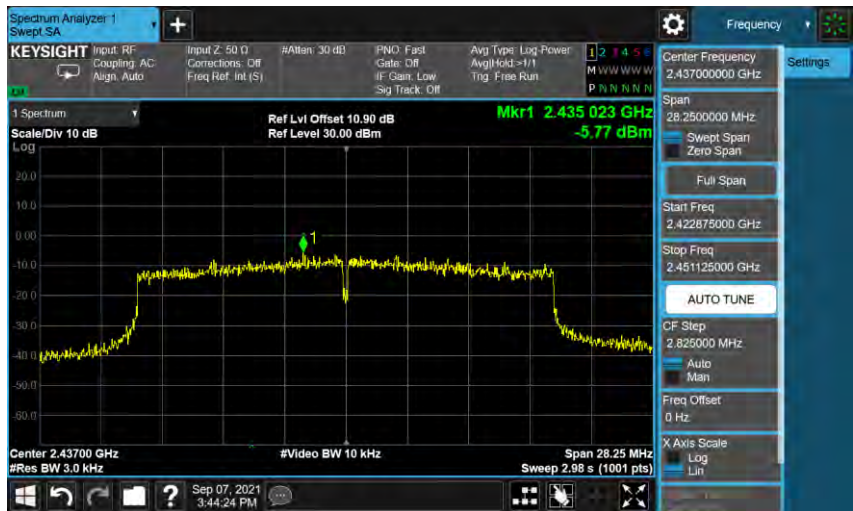 Spectrum Analyzer 1
Swept SA
Frequency
KEYSIGHT
Input: RF
Coupling: AC
Align: Auto
Input Z: 50 Ω
Corrections: Off
Freq Ref: Int (S)
#Atten: 30 dB
PNO: Fast
Gate: Off
IF Gain: Low
Sig Track: Off
Avg Type: Log-Power
Avg|Hold:>1/1
Trig: Free Run
1 2 3 4 5 6
M W W W W W
P N N N N N
1 Spectrum
Scale/Div 10 dB
Log
Ref Lvl Offset 10.90 dB
Ref Level 30.00 dBm
Mkr1 2.435 023 GHz
-5.77 dBm
20.0
10.0
0.00
-10.0
-20.0
-30.0
-40.0
-50.0
-60.0
1
Center 2.43700 GHz
#Res BW 3.0 kHz
#Video BW 10 kHz
Span 28.25 MHz
Sweep 2.98 s (1001 pts)
Sep 07, 2021
3:44:24 PM
Center Frequency
2.437000000 GHz
Span
28.2500000 MHz
Swept Span
Zero Span
Full Span
Start Freq
2.422875000 GHz
Stop Freq
2.451125000 GHz
AUTO TUNE
CF Step
2.825000 MHz
Auto
Man
Freq Offset
0 Hz
X Axis Scale
Log
Lin
Settings